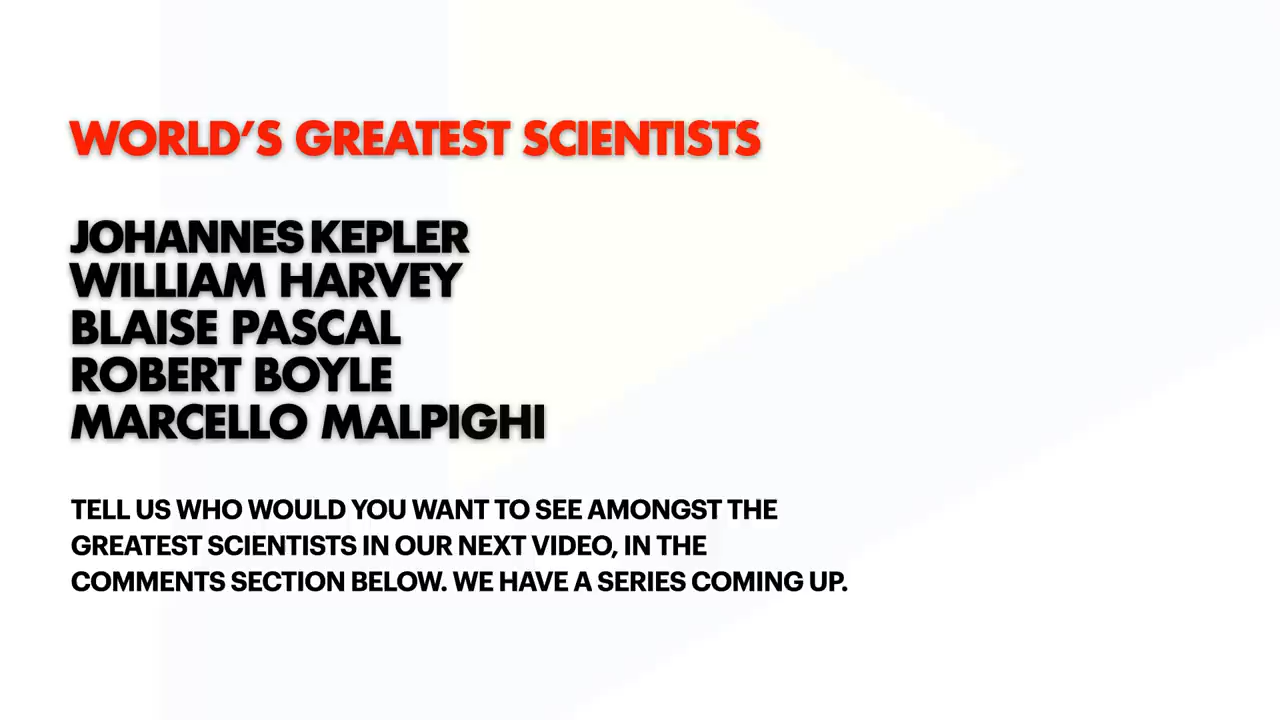 WORLD’S GREATEST SCIENTISTS
JOHANNES KEPLER
WILLIAM HARVEY
BLAISE PASCAL
ROBERT BOYLE
MARCELLO MALPIGHI
TELL US WHO WOULD YOU WANT TO SEE AMONGST THE
GREATEST SCIENTISTS IN OUR NEXT VIDEO, IN THE
COMMENTS SECTION BELOW. WE HAVE A SERIES COMING UP.